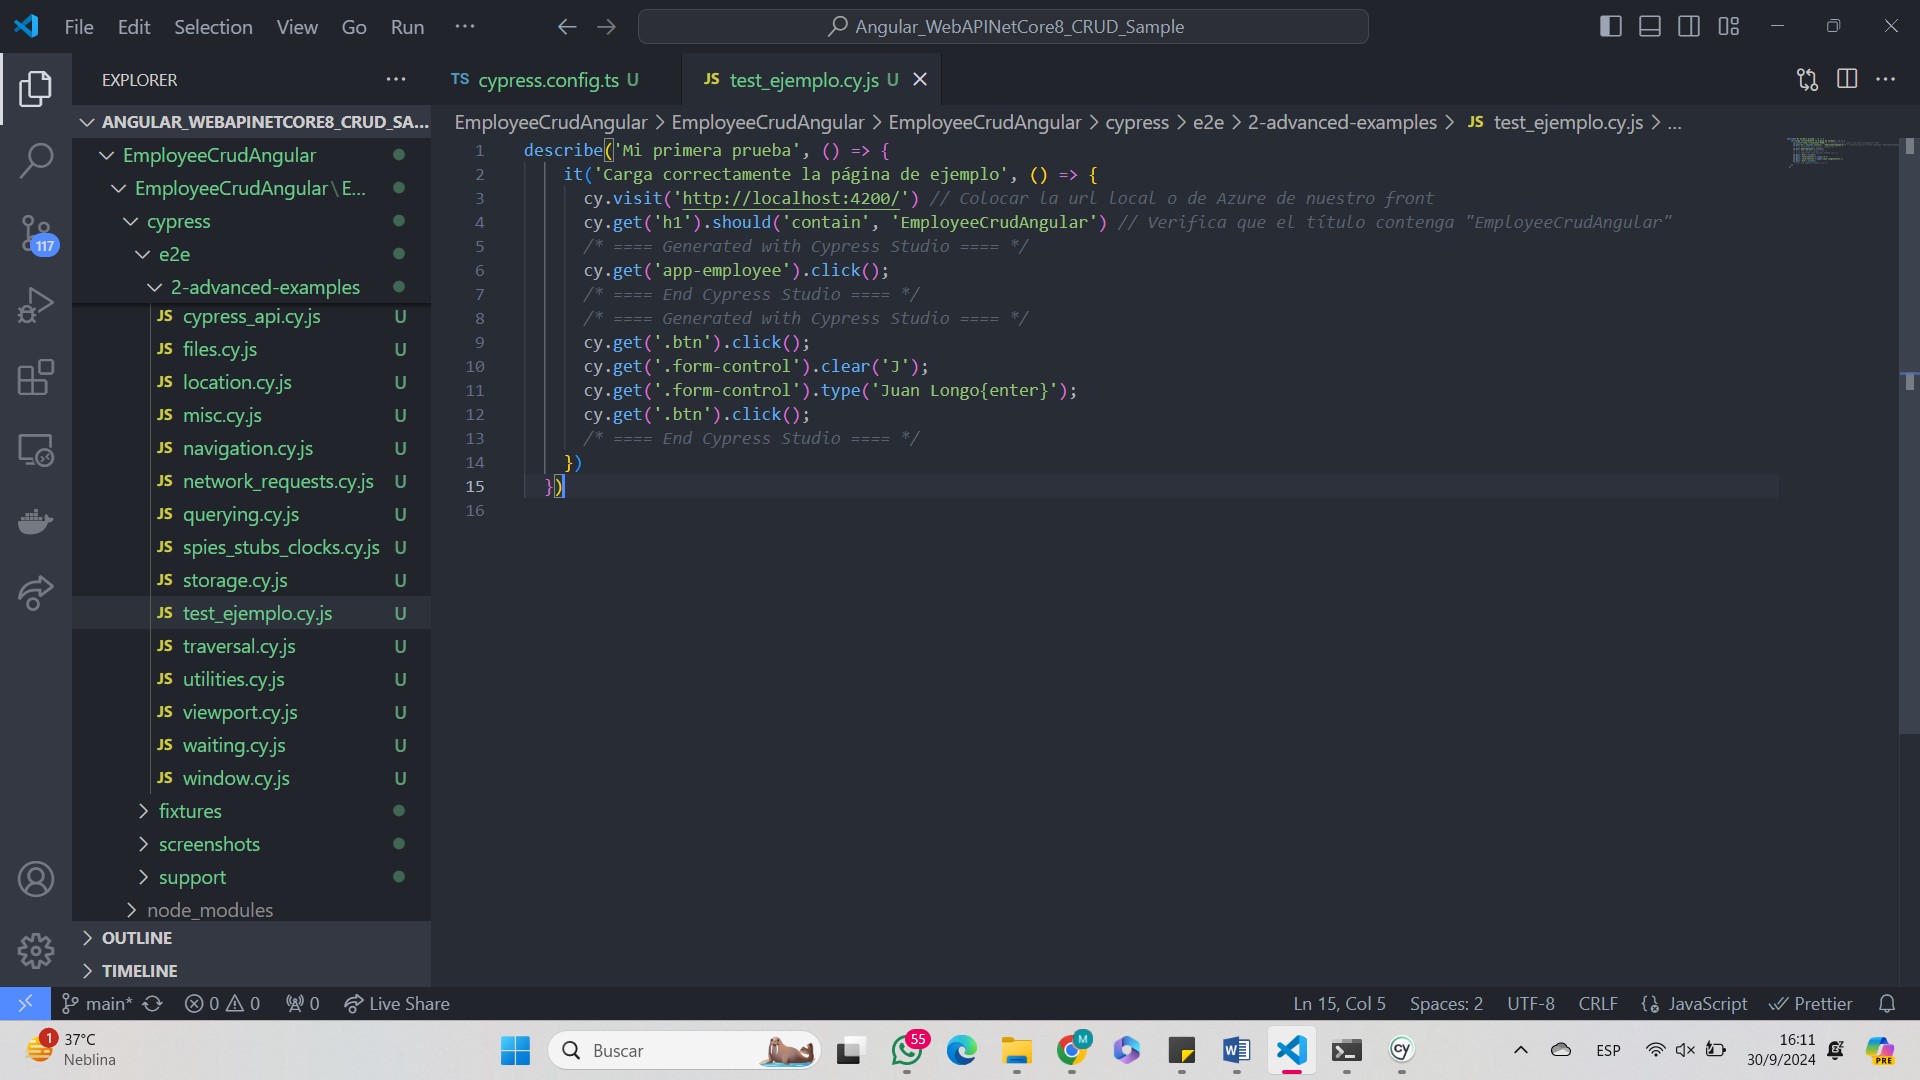 File Edit Selection View Go Run ...
Angular_WebAPINetCore8_CRUD_Sample
EXPLORER ...
TS cypress.config.ts U
JS test_ejemplo.cy.js U
ANGULAR_WEBAPINETCORE8_CRUD_SA...
EmployeeCrudAngular > EmployeeCrudAngular > EmployeeCrudAngular > cypress > e2e > 2-advanced-examples > JS test_ejemplo.cy.js > ...
117
EmployeeCrudAngular
EmployeeCrudAngular\E...
cypress
e2e
2-advanced-examples
JS cypress_api.cy.js U
JS files.cy.js U
JS location.cy.js U
JS misc.cy.js U
JS navigation.cy.js U
JS network_requests.cy.js U
JS querying.cy.js U
JS spies_stubs_clocks.cy.js U
JS storage.cy.js U
JS test_ejemplo.cy.js U
JS traversal.cy.js U
JS utilities.cy.js U
JS viewport.cy.js U
JS waiting.cy.js U
JS window.cy.js U
fixtures
screenshots
support
node_modules
OUTLINE
TIMELINE
1 describe('Mi primera prueba', () => {
2 it('Carga correctamente la página de ejemplo', () => {
3 cy.visit('http://localhost:4200/') // Colocar la url local o de Azure de nuestro front
4 cy.get('h1').should('contain', 'EmployeeCrudAngular') // Verifica que el título contenga "EmployeeCrudAngular"
5 /* ==== Generated with Cypress Studio ==== */
6 cy.get('app-employee').click();
7 /* ==== End Cypress Studio ==== */
8 /* ==== Generated with Cypress Studio ==== */
9 cy.get('.btn').click();
10 cy.get('.form-control').clear('J');
11 cy.get('.form-control').type('Juan Longo{enter}');
12 cy.get('.btn').click();
13 /* ==== End Cypress Studio ==== */
14 })
15 })
16
main* 0 0 0 Live Share
Ln 15, Col 5 Spaces: 2 UTF-8 CRLF {} JavaScript Prettier
1 37°C
Neblina
Buscar
55
M
W
cy
ESP
16:11
30/9/2024
PRE